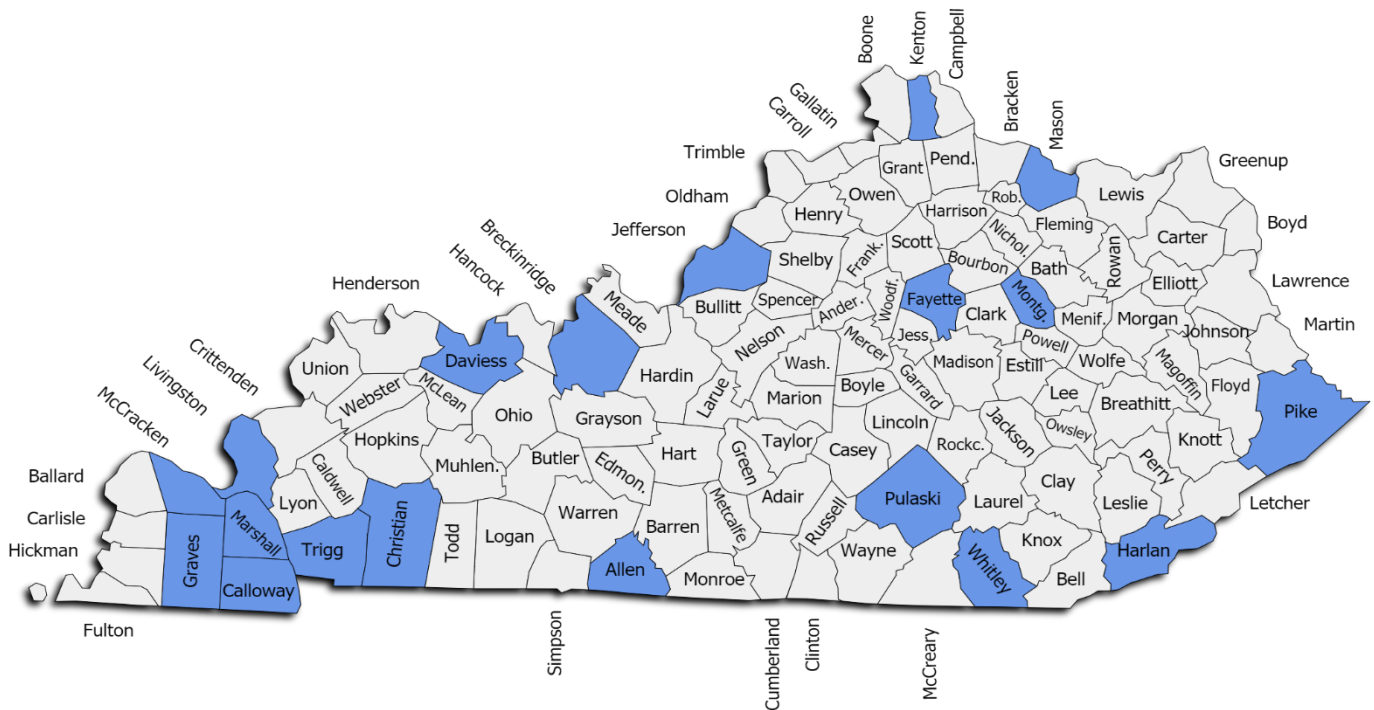 Boone
Kenton
Campbell
Gallatin
Carroll
Bracken
Mason
Trimble
Greenup
Grant
Pend.
Lewis
Oldham
Owen
Rob.
Henry
Harrison
Fleming
Boyd
Jefferson
Nichol.
Carter
Breckinridge
Hancock
Shelby
Frank.
Scott
Bourbon
Bath
Rowan
Henderson
Elliott
Lawrence
Meade
Bullitt
Spencer
Ander.
Woodf.
Fayette
Montg.
Clark
Menif.
Morgan
Johnson
Martin
Crittenden
Livingston
McCracken
Union
Daviess
Nelson
Mercer
Jess.
Powell
Webster
McLean
Hardin
Wash.
Madison
Estill
Wolfe
Magoffin
Floyd
Larue
Marion
Boyle
Garrard
Lee
Breathitt
Pike
Ohio
Grayson
Hopkins
Lincoln
Jackson
Owsley
Knott
Muhlen.
Butler
Edmon.
Hart
Green
Taylor
Casey
Rockc.
Perry
Ballard
Caldwell
Lyon
Clay
Leslie
Letcher
Carlisle
Adair
Pulaski
Laurel
Marshall
Christian
Warren
Barren
Metcalfe
Russell
Hickman
Graves
Trigg
Todd
Logan
Wayne
Knox
Harlan
Calloway
Allen
Monroe
Whitley
Bell
Fulton
Simpson
Cumberland
Clinton
McCreary